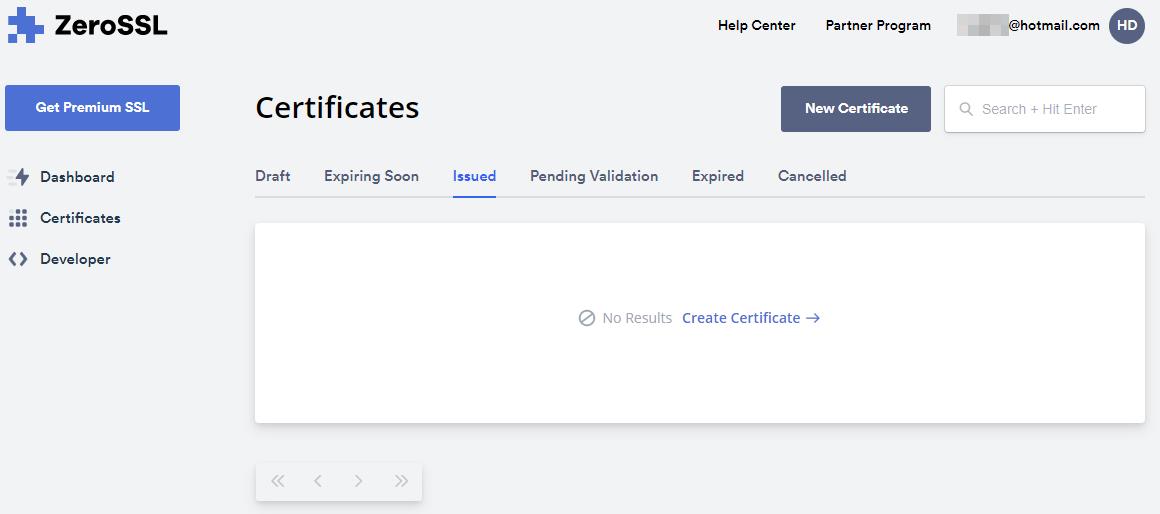 ZeroSSL
Help Center Partner Program @hotmail.com HD
Get Premium SSL
Certificates
New Certificate
Search + Hit Enter
Dashboard
Certificates
Developer
Draft Expiring Soon Issued Pending Validation Expired Cancelled
No Results Create Certificate →